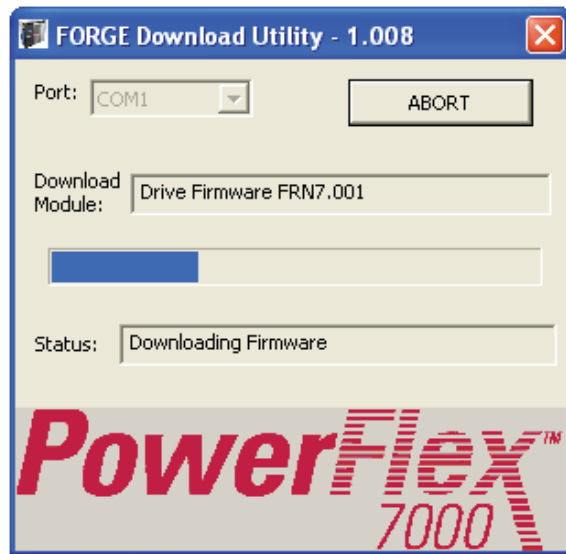 FORGE Download Utility - 1.008
Port: COM1 ABORT
Download Module: Drive Firmware FRN7.001
Status: Downloading Firmware
PowerFlex™
7000